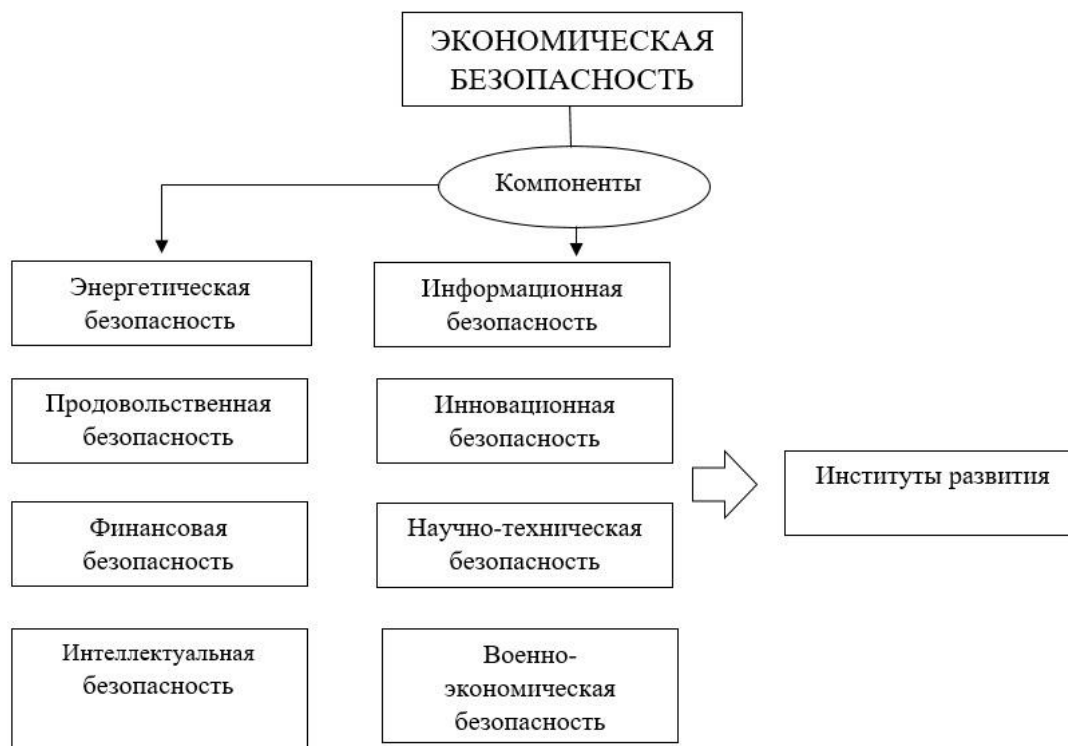 ЭКОНОМИЧЕСКАЯ
БЕЗОПАСНОСТЬ
Компоненты
Энергетическая
безопасность
Информационная
безопасность
Продовольственная
безопасность
Инновационная
безопасность
Институты развития
Финансовая
безопасность
Научно-техническая
безопасность
Интеллектуальная
безопасность
Военно-
экономическая
безопасность